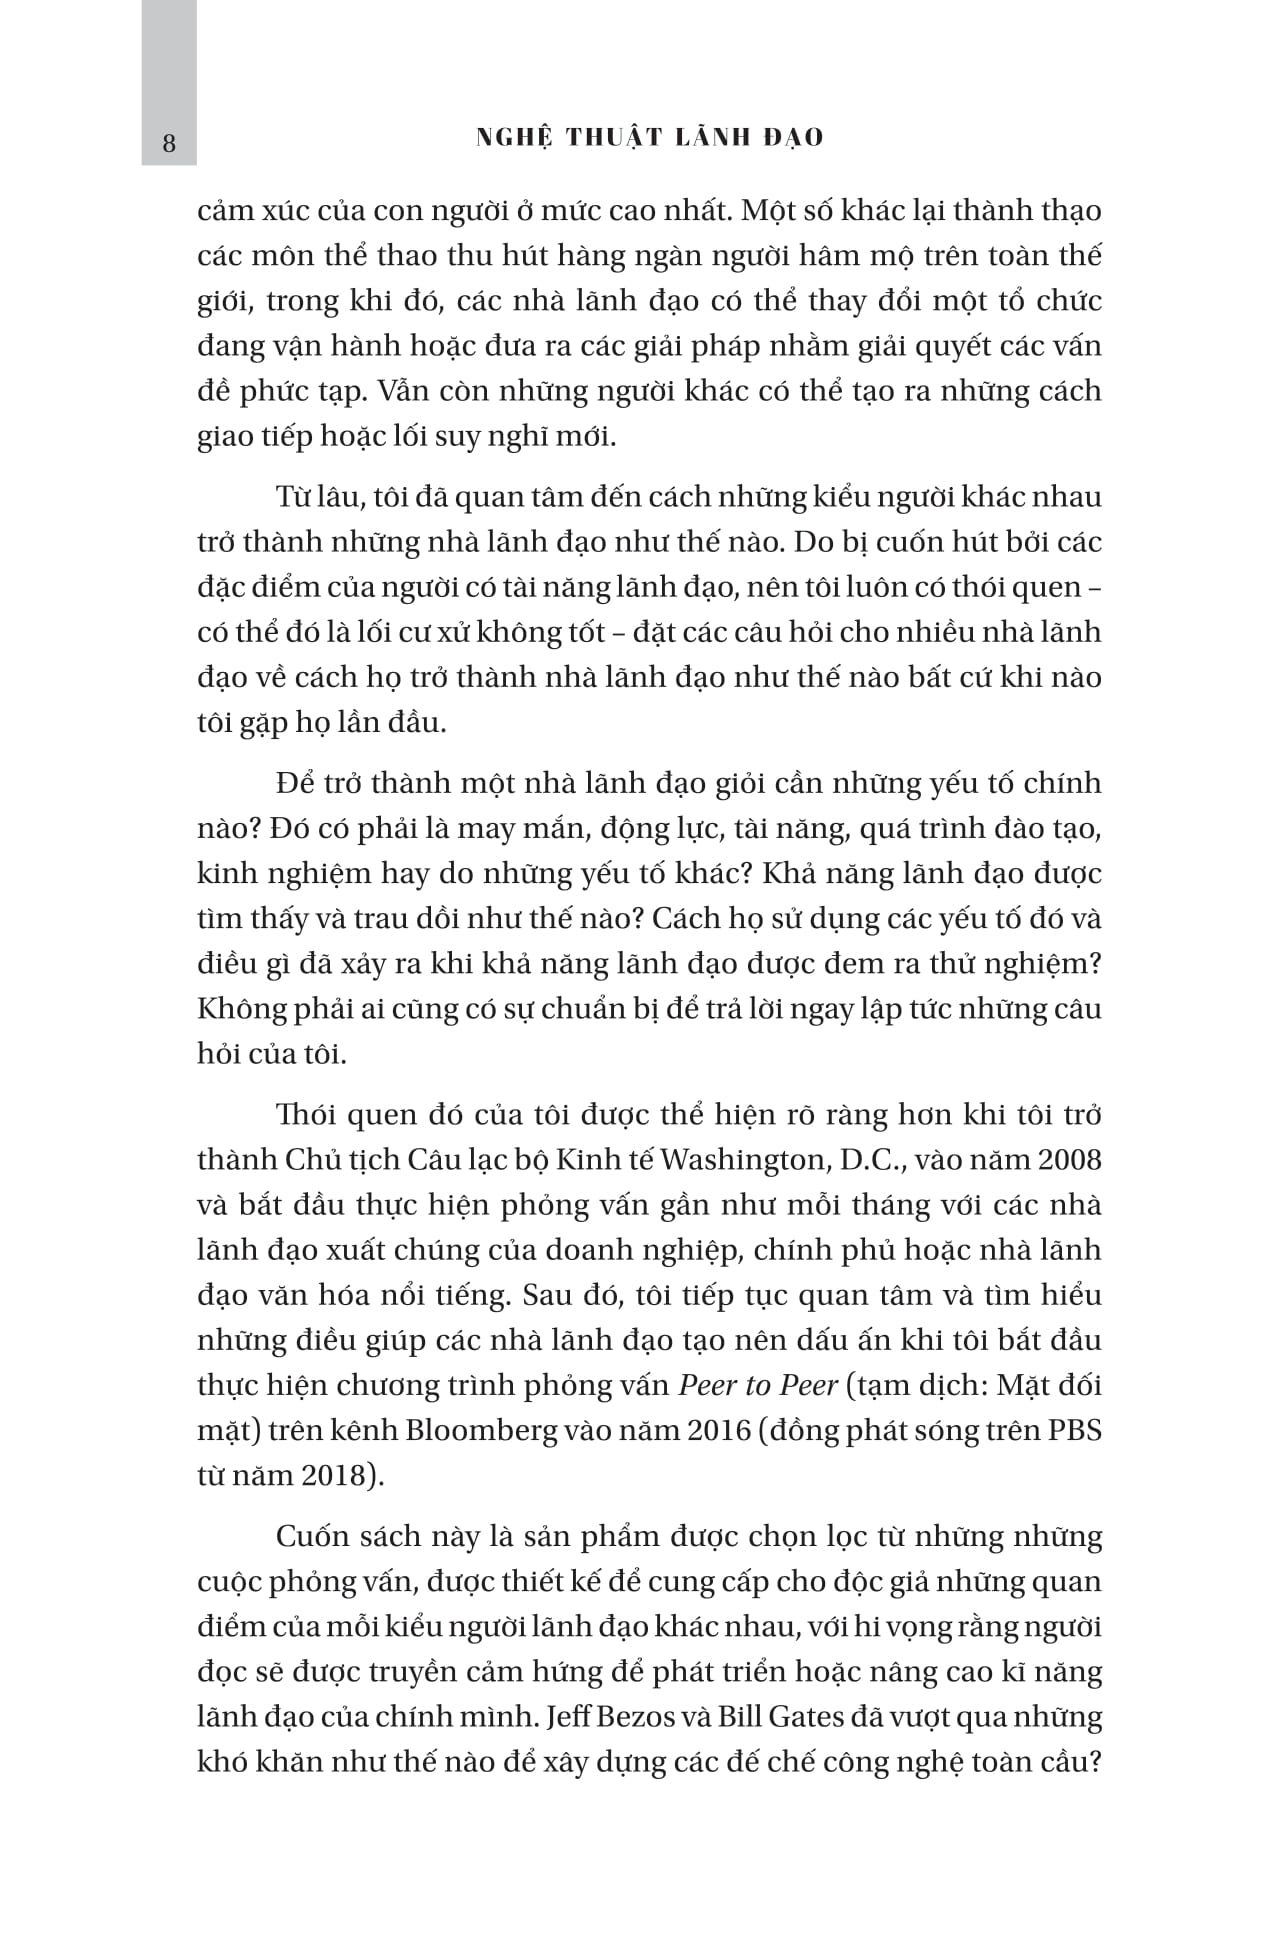 8
NGHỆ THUẬT LÃNH ĐẠO
cảm xúc của con người ở mức cao nhất. Một số khác lại thành thạo
các môn thể thao thu hút hàng ngàn người hâm mộ trên toàn thế
giới, trong khi đó, các nhà lãnh đạo có thể thay đổi một tổ chức
đang vận hành hoặc đưa ra các giải pháp nhằm giải quyết các vấn
đề phức tạp. Vẫn còn những người khác có thể tạo ra những cách
giao tiếp hoặc lối suy nghĩ mới.
Từ lâu, tôi đã quan tâm đến cách những kiểu người khác nhau
trở thành những nhà lãnh đạo như thế nào. Do bị cuốn hút bởi các
đặc điểm của người có tài năng lãnh đạo, nên tôi luôn có thói quen –
có thể đó là lối cư xử không tốt – đặt các câu hỏi cho nhiều nhà lãnh
đạo về cách họ trở thành nhà lãnh đạo như thế nào bất cứ khi nào
tôi gặp họ lần đầu.
Để trở thành một nhà lãnh đạo giỏi cần những yếu tố chính
nào? Đó có phải là may mắn, động lực, tài năng, quá trình đào tạo,
kinh nghiệm hay do những yếu tố khác? Khả năng lãnh đạo được
tìm thấy và trau dồi như thế nào? Cách họ sử dụng các yếu tố đó và
điều gì đã xảy ra khi khả năng lãnh đạo được đem ra thử nghiệm?
Không phải ai cũng có sự chuẩn bị để trả lời ngay lập tức những câu
hỏi của tôi.
Thói quen đó của tôi được thể hiện rõ ràng hơn khi tôi trở
thành Chủ tịch Câu lạc bộ Kinh tế Washington, D.C., vào năm 2008
và bắt đầu thực hiện phỏng vấn gần như mỗi tháng với các nhà
lãnh đạo xuất chúng của doanh nghiệp, chính phủ hoặc nhà lãnh
đạo văn hóa nổi tiếng. Sau đó, tôi tiếp tục quan tâm và tìm hiểu
những điều giúp các nhà lãnh đạo tạo nên dấu ấn khi tôi bắt đầu
thực hiện chương trình phỏng vấn Peer to Peer (tạm dịch: Mặt đối
mặt) trên kênh Bloomberg vào năm 2016 (đồng phát sóng trên PBS
từ năm 2018).
Cuốn sách này là sản phẩm được chọn lọc từ những những
cuộc phỏng vấn, được thiết kế để cung cấp cho độc giả những quan
điểm của mỗi kiểu người lãnh đạo khác nhau, với hi vọng rằng người
đọc sẽ được truyền cảm hứng để phát triển hoặc nâng cao kĩ năng
lãnh đạo của chính mình. Jeff Bezos và Bill Gates đã vượt qua những
khó khăn như thế nào để xây dựng các đế chế công nghệ toàn cầu?